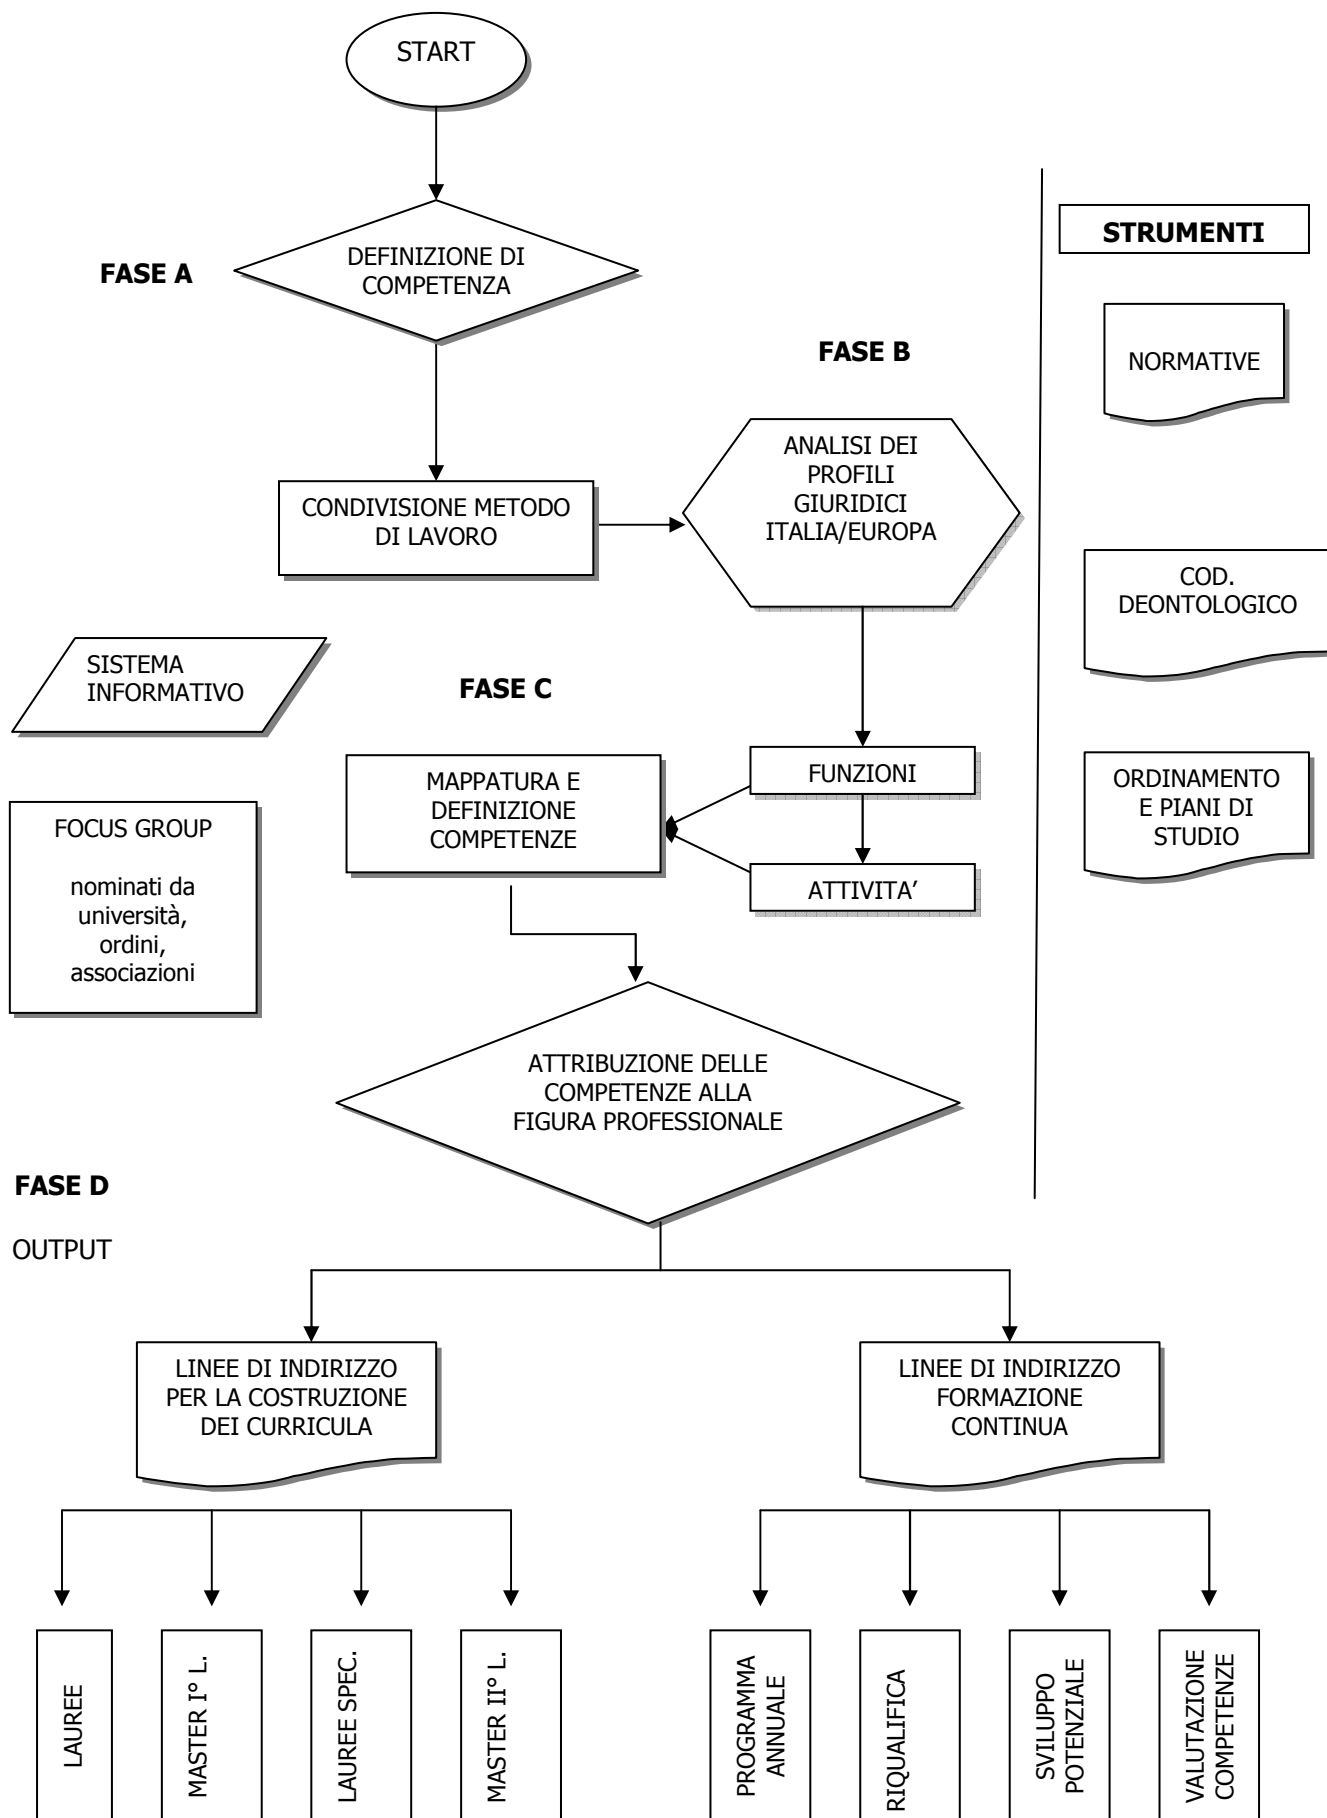 START
FASE A
DEFINIZIONE DI
COMPETENZA
STRUMENTI
NORMATIVE
FASE B
CONDIVISIONE METODO
DI LAVORO
ANALISI DEI
PROFILI
GIURIDICI
ITALIA/EUROPA
COD.
DEONTOLOGICO
SISTEMA
INFORMATIVO
FASE C
MAPPATURA E
DEFINIZIONE
COMPETENZE
FUNZIONI
ATTIVITA’
ORDINAMENTO
E PIANI DI
STUDIO
FOCUS GROUP
nominati da
università,
ordini,
associazioni
ATTRIBUZIONE DELLE
COMPETENZE ALLA
FIGURA PROFESSIONALE
FASE D
OUTPUT
LINEE DI INDIRIZZO
PER LA COSTRUZIONE
DEI CURRICULA
LINEE DI INDIRIZZO
FORMAZIONE
CONTINUA
LAUREE
MASTER I° L.
LAUREE SPEC.
MASTER II° L.
PROGRAMMA
ANNUALE
RIQUALIFICA
SVILUPPO
POTENZIALE
VALUTAZIONE
COMPETENZE